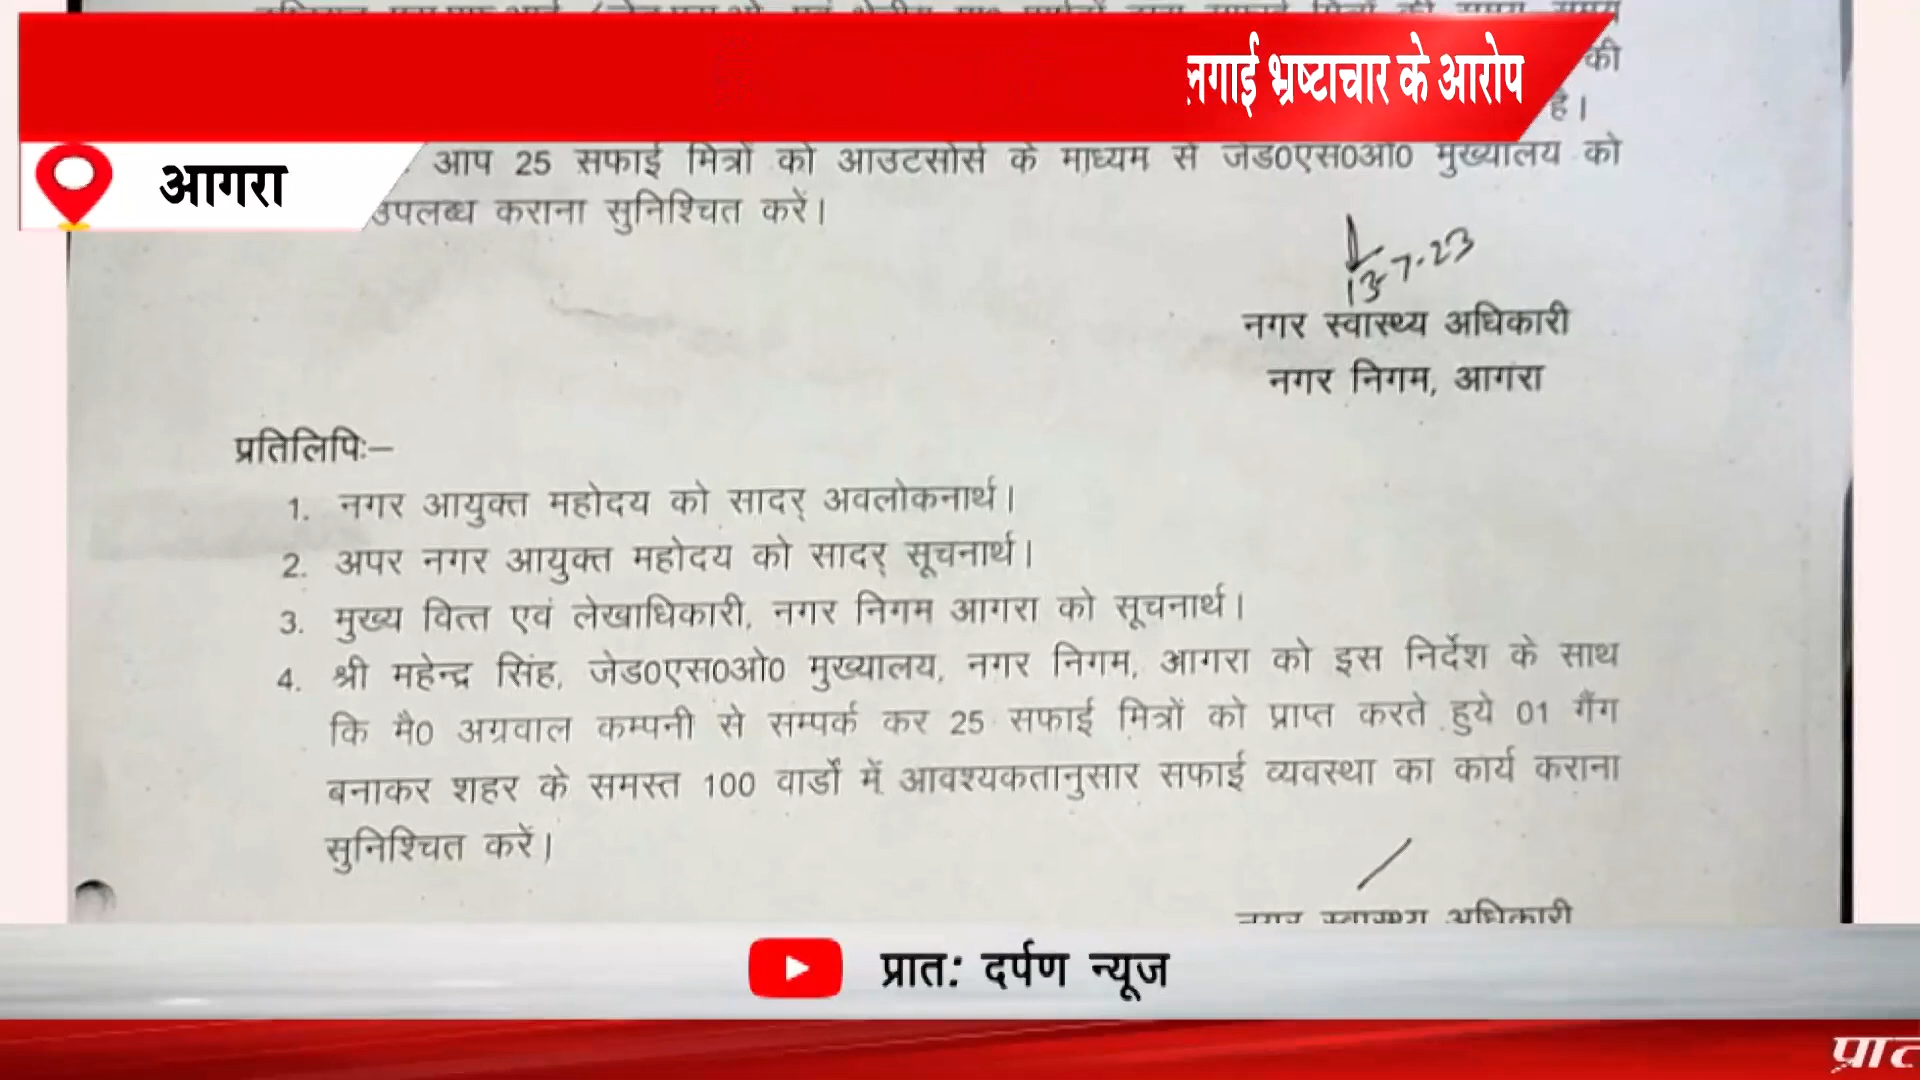 लगाई भ्रष्टाचार के आरोप
की
है।
आगरा
आप 25 सफाई मित्रों को आउटसोर्स के माध्यम से जेड0एस0ओ0 मुख्यालय को
उपलब्ध कराना सुनिश्चित करें।
13-7-23
नगर स्वास्थ्य अधिकारी
नगर निगम, आगरा
प्रतिलिपिः–
1. नगर आयुक्त महोदय को सादर् अवलोकनार्थ।
2. अपर नगर आयुक्त महोदय को सादर् सूचनार्थ।
3. मुख्य वित्त एवं लेखाधिकारी, नगर निगम आगरा को सूचनार्थ।
4. श्री महेन्द्र सिंह, जेड0एस0ओ0 मुख्यालय, नगर निगम, आगरा को इस निर्देश के साथ
कि मै0 अग्रवाल कम्पनी से सम्पर्क कर 25 सफाई मित्रों को प्राप्त करते हुये 01 गैंग
बनाकर शहर के समस्त 100 वार्डों में आवश्यकतानुसार सफाई व्यवस्था का कार्य कराना
सुनिश्चित करें।
नगर स्वास्थ्य अधिकारी
प्रात: दर्पण न्यूज